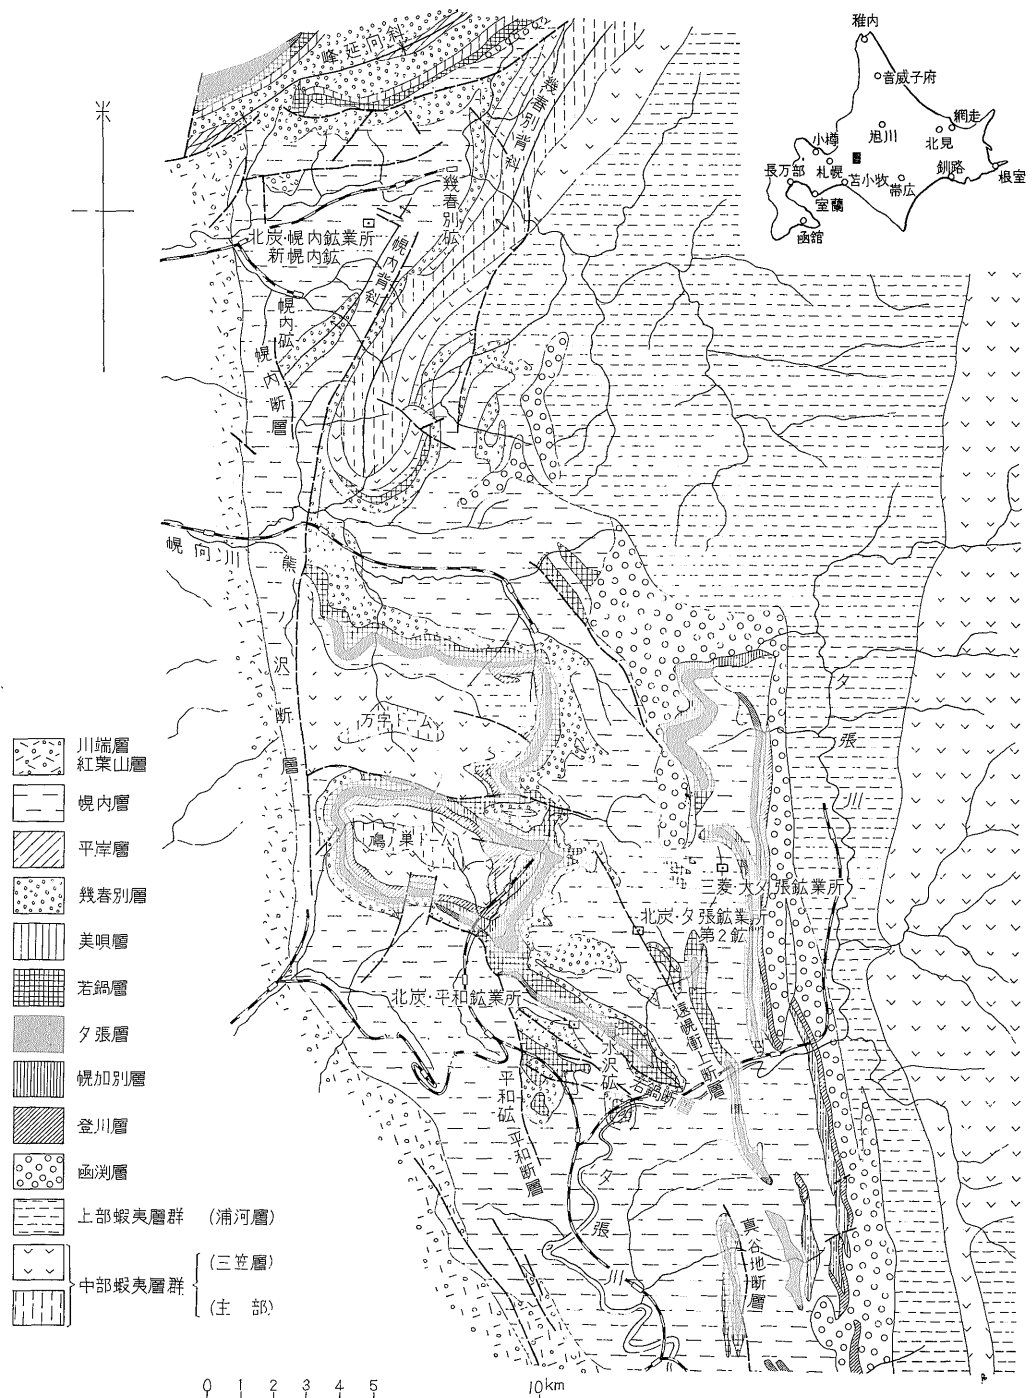 稚内
音威子府
網走
旭川
北見
小樽
札幌
長万部
苫小牧
帯広
釧路
根室
室蘭
函館
峰延向斜
幾春別背斜
幾春別砿
北炭・幌内鉱業所
新幌内鉱
幌内背斜
幌内砿
幌内断層
幌向川
熊ノ沢断層
万字ドーム
鳩ノ巣ドーム
夕張川
三菱・大夕張鉱業所
北炭・夕張鉱業所
第2鉱
北炭・平和鉱業所
遠幌衝上断層
清水沢砿
若鍋断層
平和砿
平和断層
夕張川
真谷地断層
川端層
紅葉山層
幌内層
平岸層
幾春別層
美唄層
若鍋層
夕張層
幌加別層
登川層
函渕層
上部蝦夷層群 (浦河層)
中部蝦夷層群
(三笠層)
(主 部)
0 1 2 3 4 5 10km